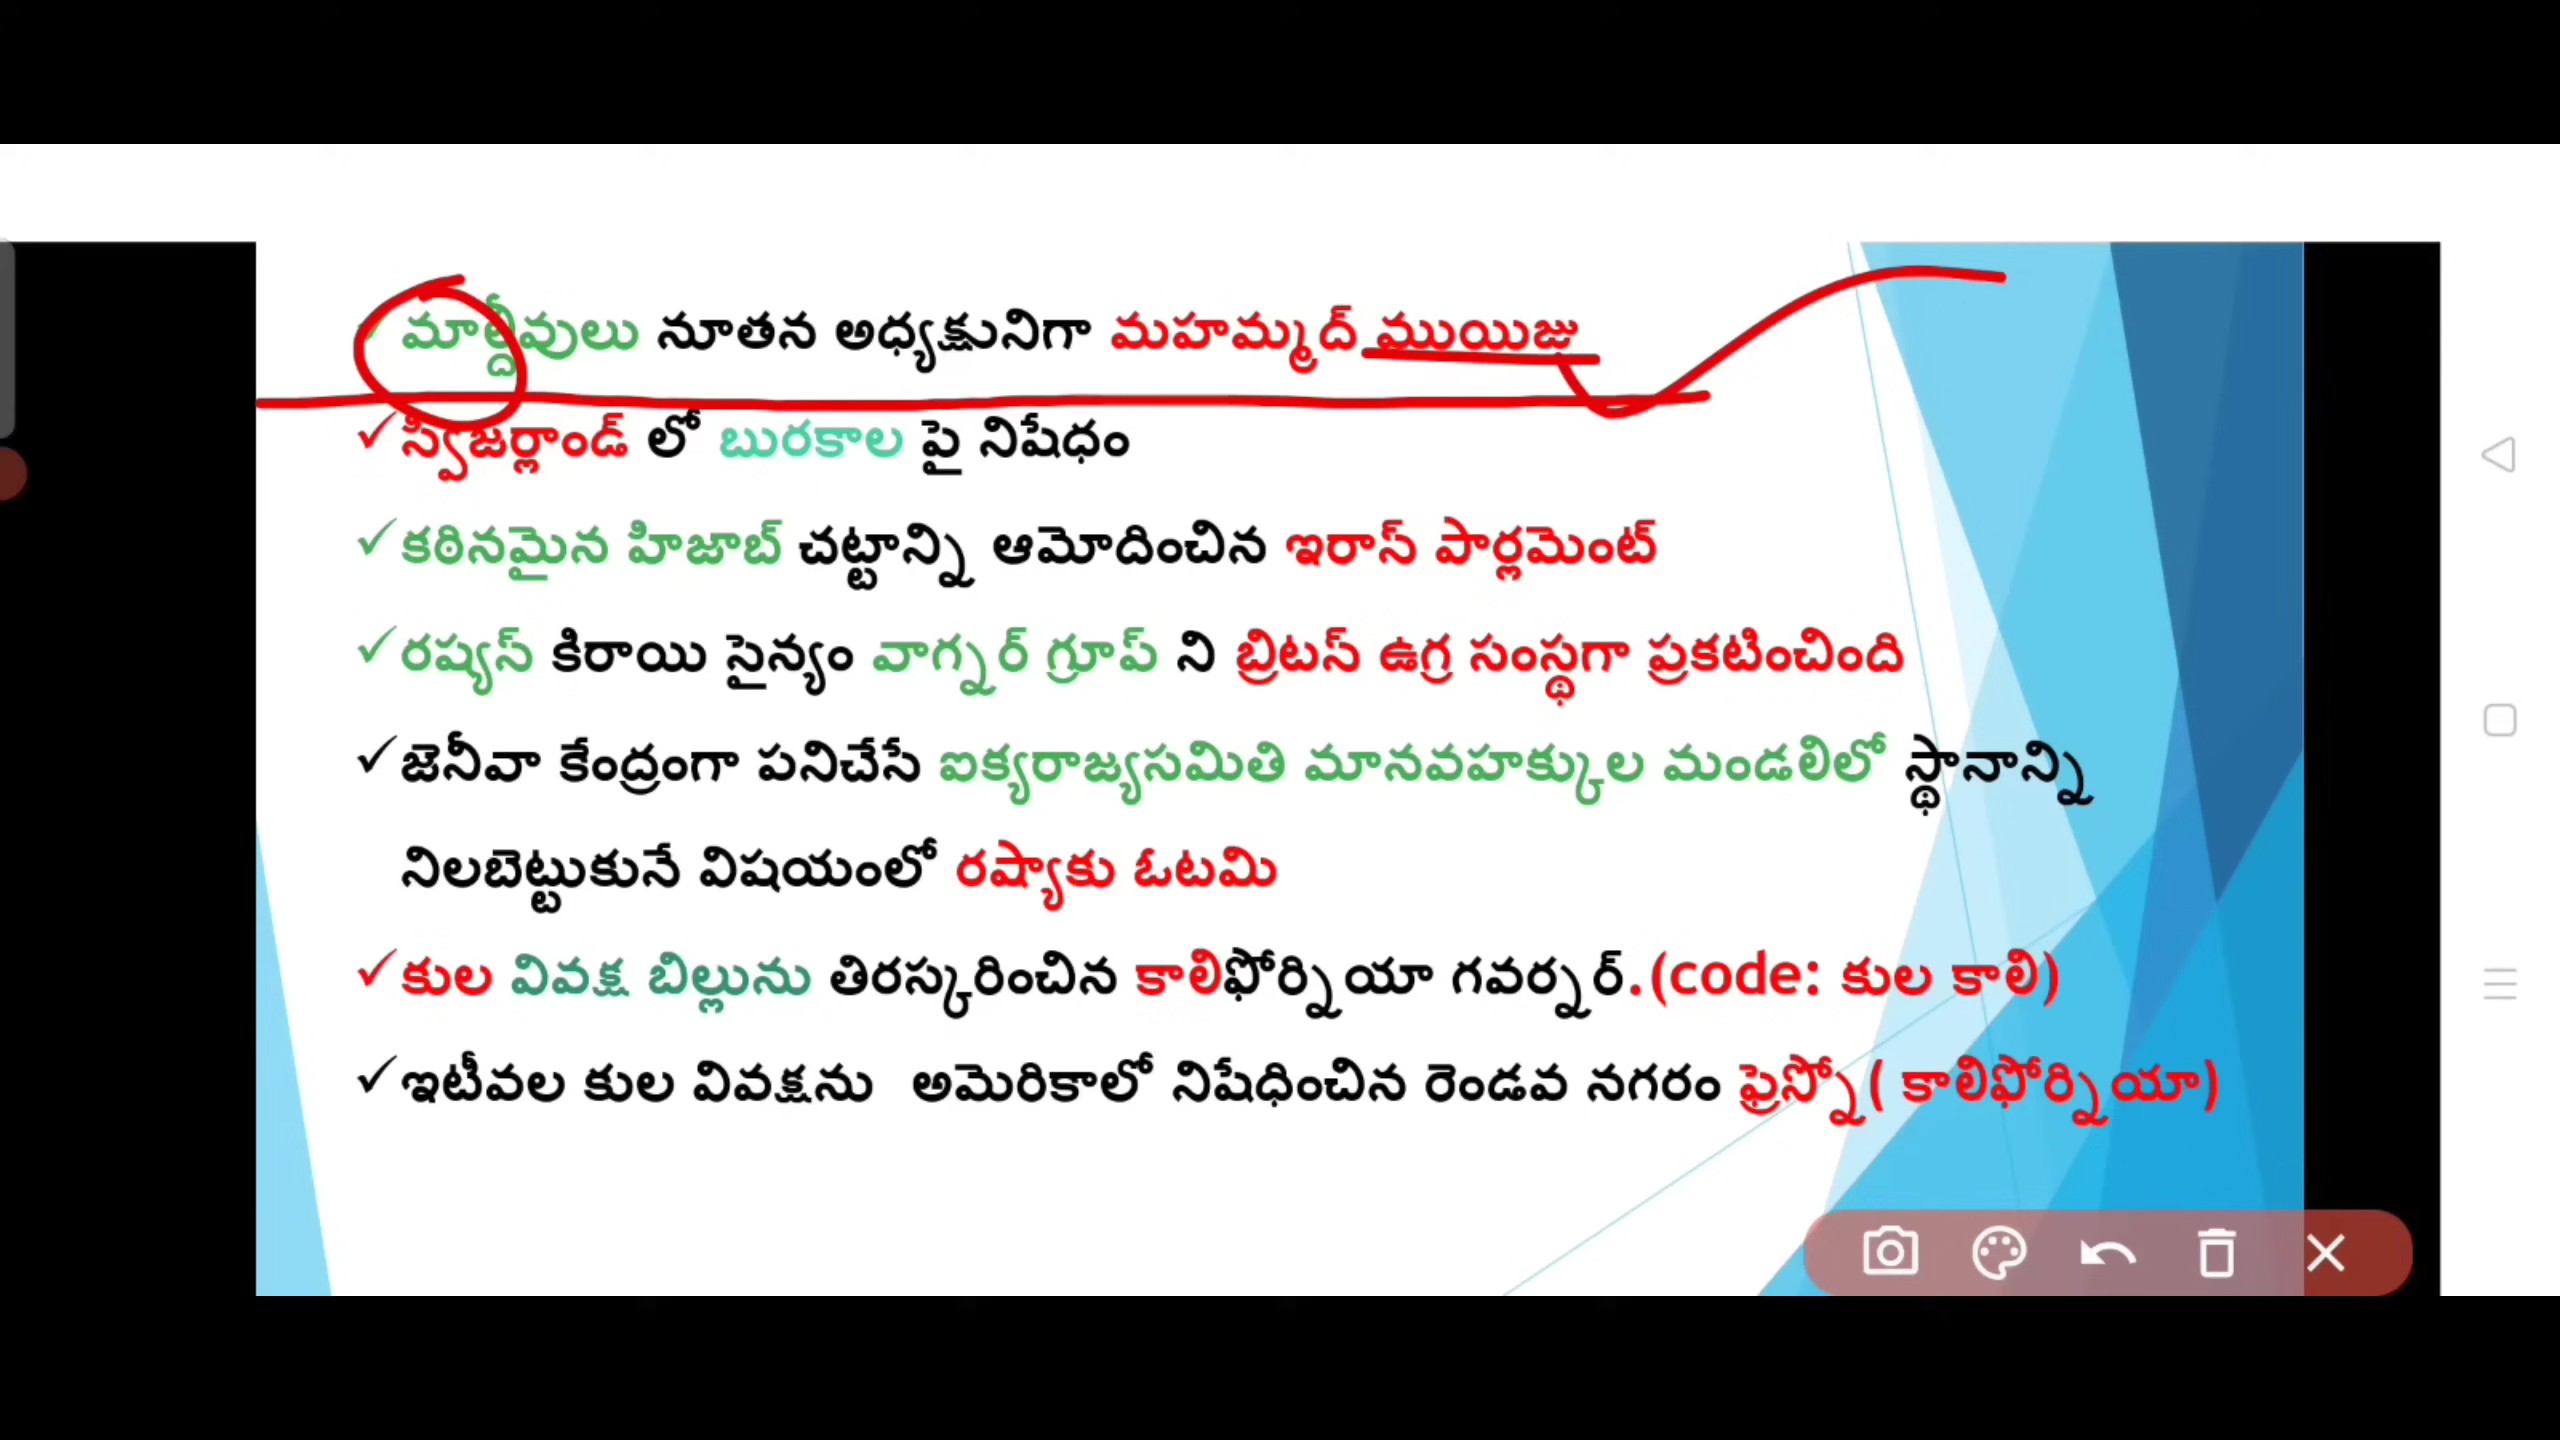 మాల్దీవులు నూతన అధ్యక్షునిగా మహమ్మద్ ముయిజు
స్విజర్లాండ్ లో బురకాల పై నిషేధం
కఠినమైన హిజాబ్ చట్టాన్ని ఆమోదించిన ఇరాన్ పార్లమెంట్
రష్యన్ కిరాయి సైన్యం వాగ్నర్ గ్రూప్ ని బ్రిటన్ ఉగ్ర సంస్థగా ప్రకటించింది
జెనీవా కేంద్రంగా పనిచేసే ఐక్యరాజ్యసమితి మానవహక్కుల మండలిలో స్థానాన్ని
నిలబెట్టుకునే విషయంలో రష్యాకు ఓటమి
కుల వివక్ష బిల్లును తిరస్కరించిన కాలిఫోర్నియా గవర్నర్.(code: కుల కాలి)
ఇటీవల కుల వివక్షను అమెరికాలో నిషేధించిన రెండవ నగరం ఫ్రెస్నో( కాలిఫోర్నియా)